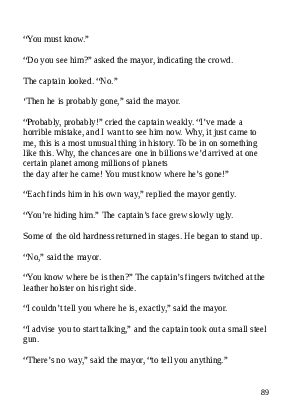 “You must know.”
“Do you see him?” asked the mayor, indicating the crowd.
The captain looked. “No.”
‘Then he is probably gone,” said the mayor.
“Probably, probably!” cried the captain weakly. “I’ve made a
horrible mistake, and I want to see him now. Why, it just came to
me, this is a most unusual thing in history. To be in on something
like this. Why, the chances are one in billions we’d arrived at one
certain planet among millions of planets
the day after he came! You must know where he’s gone!”
“Each finds him in his own way,” replied the mayor gently.
“You’re hiding him.” The captain’s face grew slowly ugly.
Some of the old hardness returned in stages. He began to stand up.
“No,” said the mayor.
“You know where be is then?” The captain’s fingers twitched at the
leather holster on his right side.
“I couldn’t tell you where he is, exactly,” said the mayor.
“I advise you to start talking,” and the captain took out a small steel
gun.
“There’s no way,” said the mayor, “to tell you anything.”
89